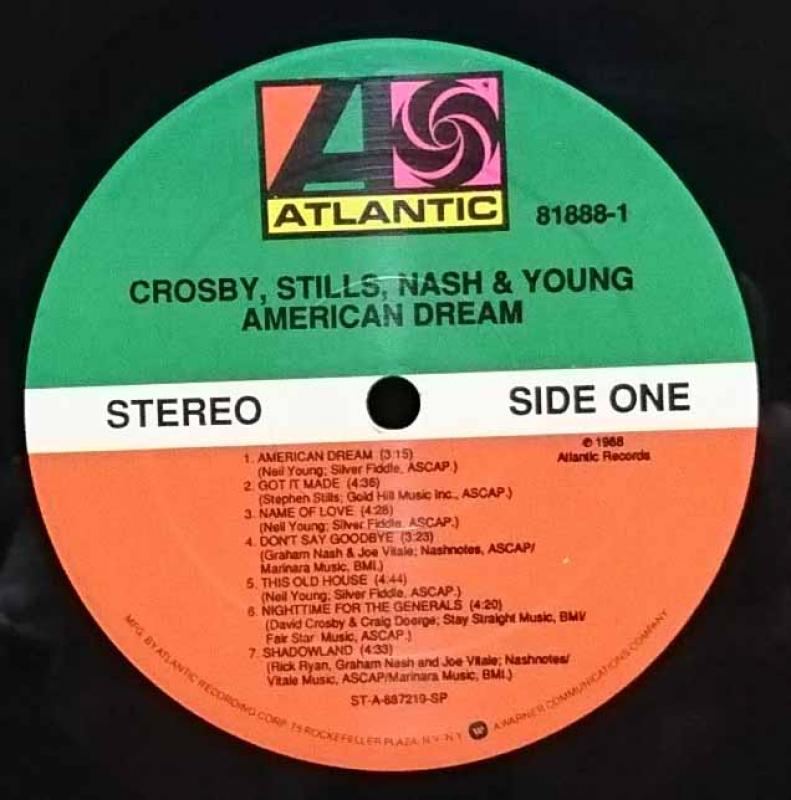 ATLANTIC
81888-1
CROSBY, STILLS, NASH & YOUNG
AMERICAN DREAM
STEREO
SIDE ONE
℗ 1988
Atlantic Records
1. AMERICAN DREAM (3:15)
(Neil Young; Silver Fiddle, ASCAP.)
2. GOT IT MADE (4:36)
(Stephen Stills; Gold Hill Music Inc., ASCAP.)
3. NAME OF LOVE (4:28)
(Neil Young; Silver Fiddle, ASCAP.)
4. DON'T SAY GOODBYE (3:23)
(Graham Nash & Joe Vitale; Nashnotes, ASCAP/
Marinara Music, BMI.)
5. THIS OLD HOUSE (4:44)
(Neil Young; Silver Fiddle, ASCAP.)
6. NIGHTTIME FOR THE GENERALS (4:20)
(David Crosby & Craig Doerge; Stay Straight Music, BMI/
Fair Star Music, ASCAP.)
7. SHADOWLAND (4:33)
(Rick Ryan, Graham Nash and Joe Vitale; Nashnotes/
Vitale Music, ASCAP/Marinara Music, BMI.)
ST-A-887219-SP
MFG. BY ATLANTIC RECORDING CORP. 75 ROCKEFELLER PLAZA, N.Y. N.Y. A WARNER COMMUNICATIONS COMPANY